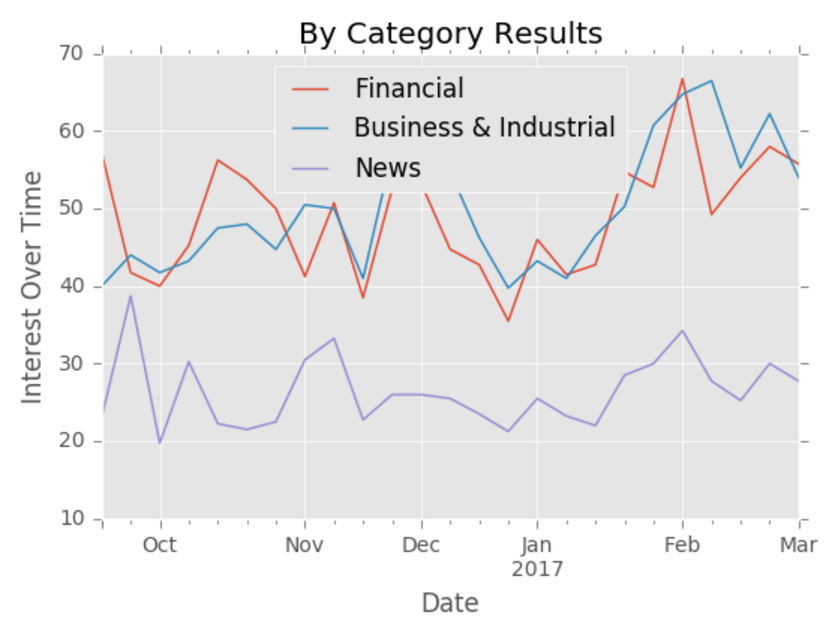 By Category Results
Financial
Business & Industrial
News
Interest Over Time
70
60
50
40
30
20
10
Oct
Nov
Dec
Jan
2017
Feb
Mar
Date